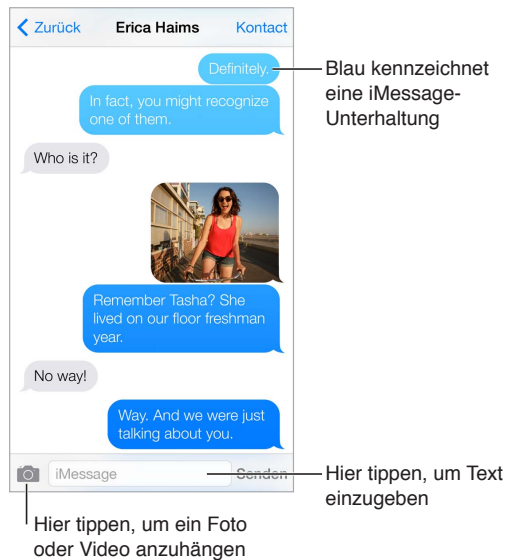 Zurück Erica Haims Kontact
Definitely.
Blau kennzeichnet
eine iMessage-
Unterhaltung
In fact, you might recognize
one of them.
Who is it?
Remember Tasha? She
lived on our floor freshman
year.
No way!
Way. And we were just
talking about you.
iMessage Senden
Hier tippen, um Text
einzugeben
Hier tippen, um ein Foto
oder Video anzuhängen